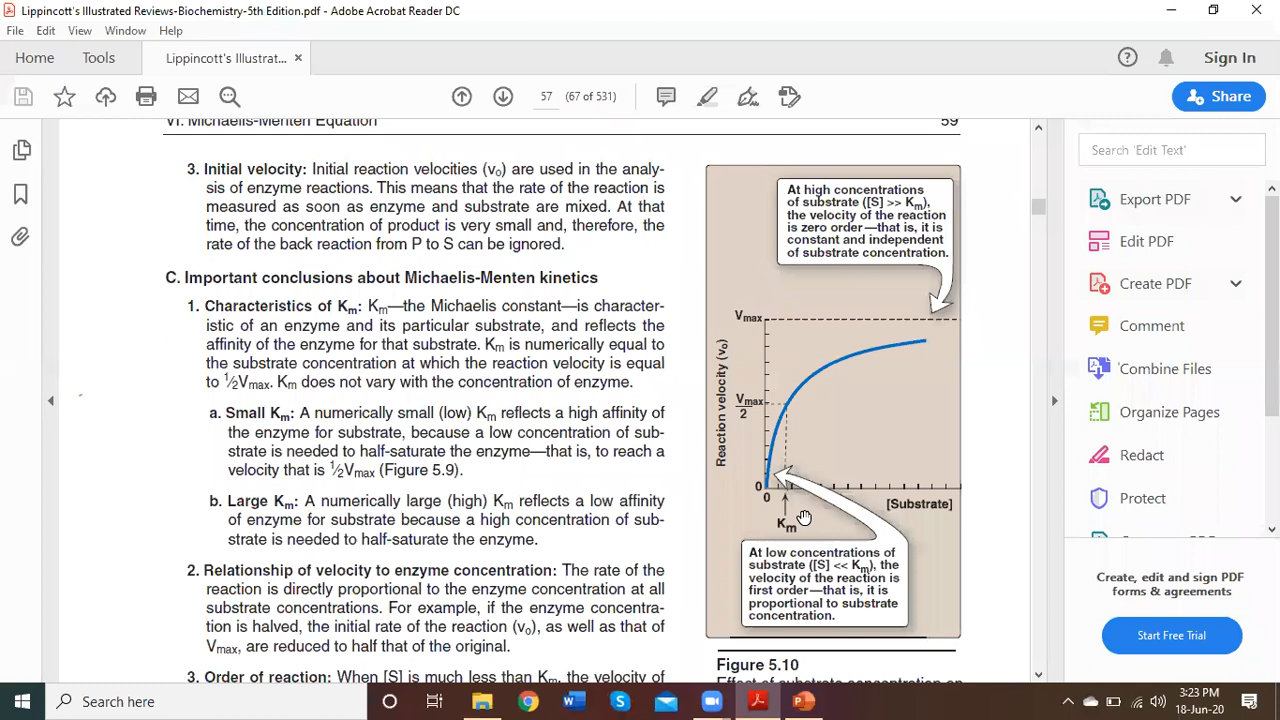 Lippincott's Illustrated Reviews-Biochemistry-5th Edition.pdf - Adobe Acrobat Reader DC
File Edit View Window Help
Home Tools Lippincott's Illustrat... × Sign In
57 (67 of 531) Share
VI. Michaelis-Menten Equation 59
3. Initial velocity: Initial reaction velocities (vo) are used in the analy-
sis of enzyme reactions. This means that the rate of the reaction is
measured as soon as enzyme and substrate are mixed. At that
time, the concentration of product is very small and, therefore, the
rate of the back reaction from P to S can be ignored.
C. Important conclusions about Michaelis-Menten kinetics
1. Characteristics of Km: Km—the Michaelis constant—is character-
istic of an enzyme and its particular substrate, and reflects the
affinity of the enzyme for that substrate. Km is numerically equal to
the substrate concentration at which the reaction velocity is equal
to 1/2Vmax. Km does not vary with the concentration of enzyme.
a. Small Km: A numerically small (low) Km reflects a high affinity of
the enzyme for substrate, because a low concentration of sub-
strate is needed to half-saturate the enzyme—that is, to reach a
velocity that is 1/2Vmax (Figure 5.9).
b. Large Km: A numerically large (high) Km reflects a low affinity
of enzyme for substrate because a high concentration of sub-
strate is needed to half-saturate the enzyme.
2. Relationship of velocity to enzyme concentration: The rate of the
reaction is directly proportional to the enzyme concentration at all
substrate concentrations. For example, if the enzyme concentra-
tion is halved, the initial rate of the reaction (vo), as well as that of
Vmax, are reduced to half that of the original.
3. Order of reaction: When [S] is much less than Km, the velocity of
At high concentrations
of substrate ([S] >> Km),
the velocity of the reaction
is zero order—that is, it is
constant and independent
of substrate concentration.
Vmax
Reaction velocity (vo)
Vmax
2
0
0
[Substrate]
Km
At low concentrations of
substrate ([S] << Km), the
velocity of the reaction is
first order—that is, it is
proportional to substrate
concentration.
Figure 5.10
Effect of substrate concentration on
Search 'Edit Text'
Export PDF
Edit PDF
Create PDF
Comment
Combine Files
Organize Pages
Redact
Protect
Create, edit and sign PDF
forms & agreements
Start Free Trial
Search here
3:23 PM
18-Jun-20